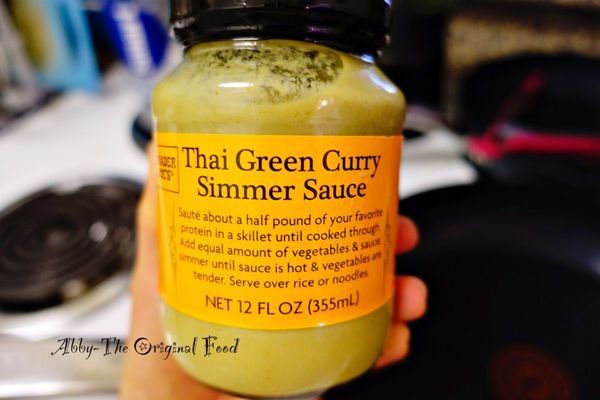 Thai Green Curry
Simmer Sauce
Sauté about a half pound of your favorite
protein in a skillet until cooked through.
Add equal amount of vegetables & sauce,
simmer until sauce is hot & vegetables are
tender. Serve over rice or noodles.
NET 12 FL OZ (355mL)
Abby-The Original Food